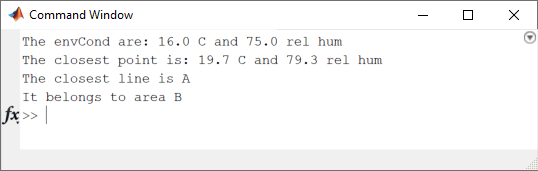 Command Window
The envCond are: 16.0 C and 75.0 rel hum
The closest point is: 19.7 C and 79.3 rel hum
The closest line is A
It belongs to area B
fx >>